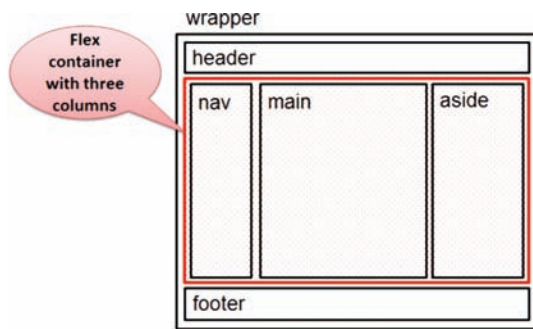 wrapper
Flex
container
with three
columns
header
nav
main
aside
footer